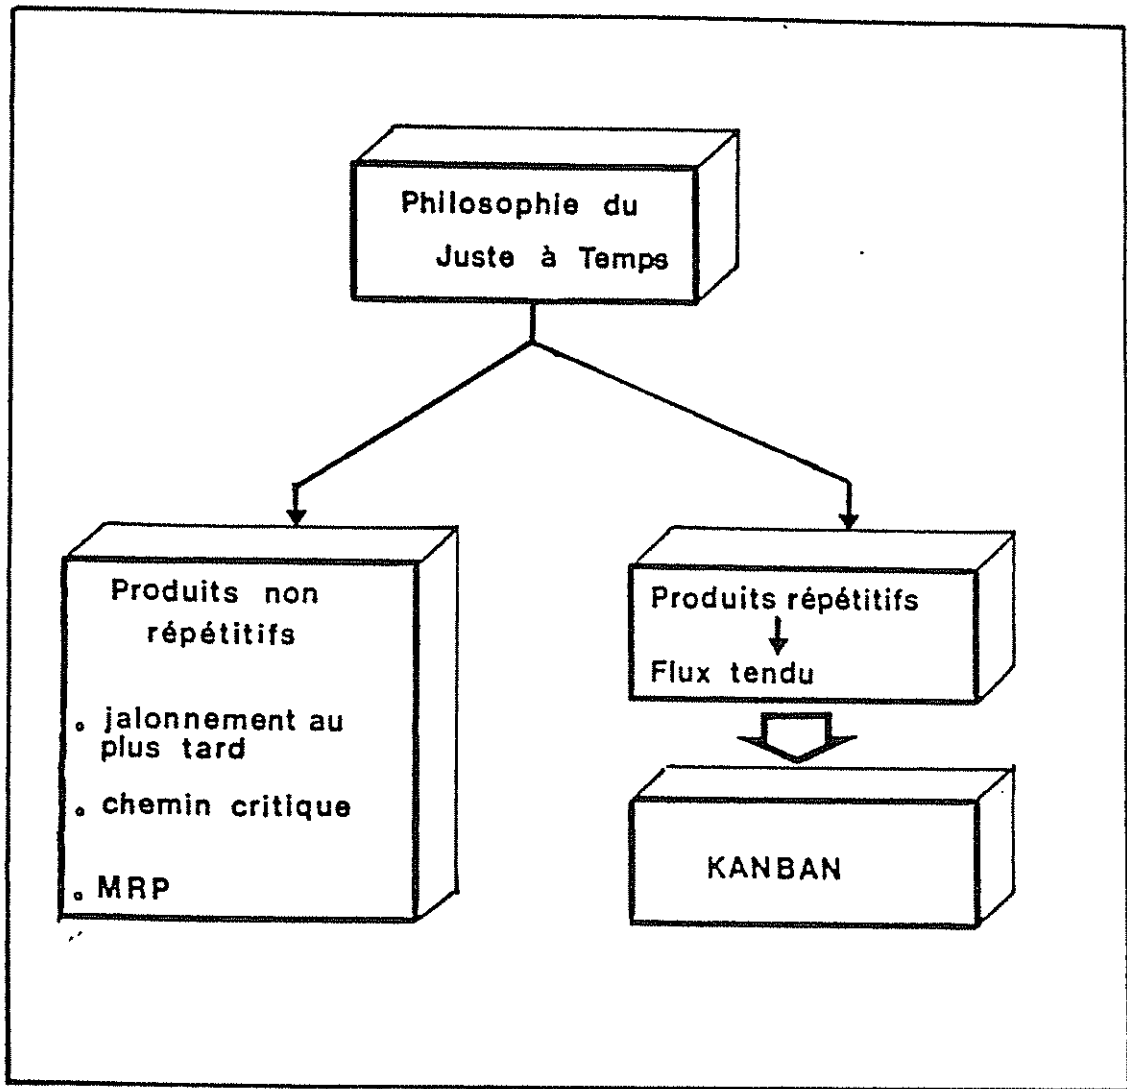 Philosophie du
Juste à Temps
Produits non
répétitifs
. jalonnement au
plus tard
. chemin critique
. MRP
Produits répétitifs
Flux tendu
KANBAN